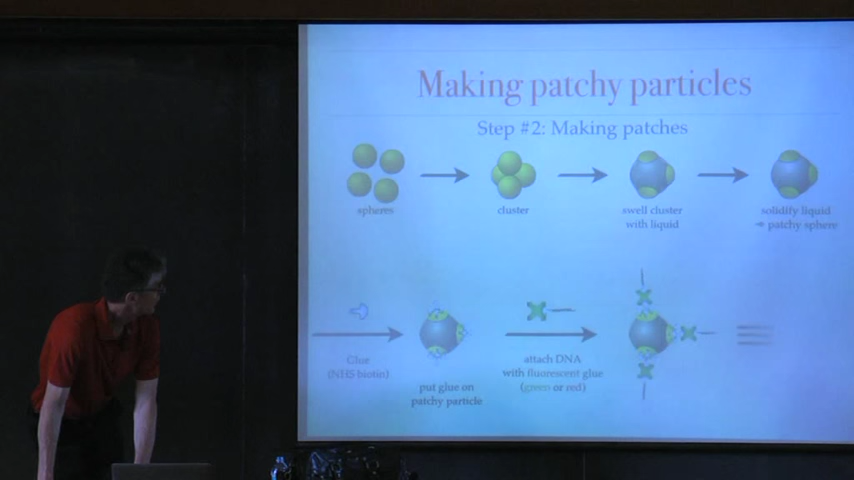 Making patchy particles
Step #2: Making patches
spheres
cluster
swell cluster
with liquid
solidify liquid
patchy sphere
Glue
(NHS-biotin)
put glue on
patchy particle
attach DNA
with fluorescent glue
(green or red)